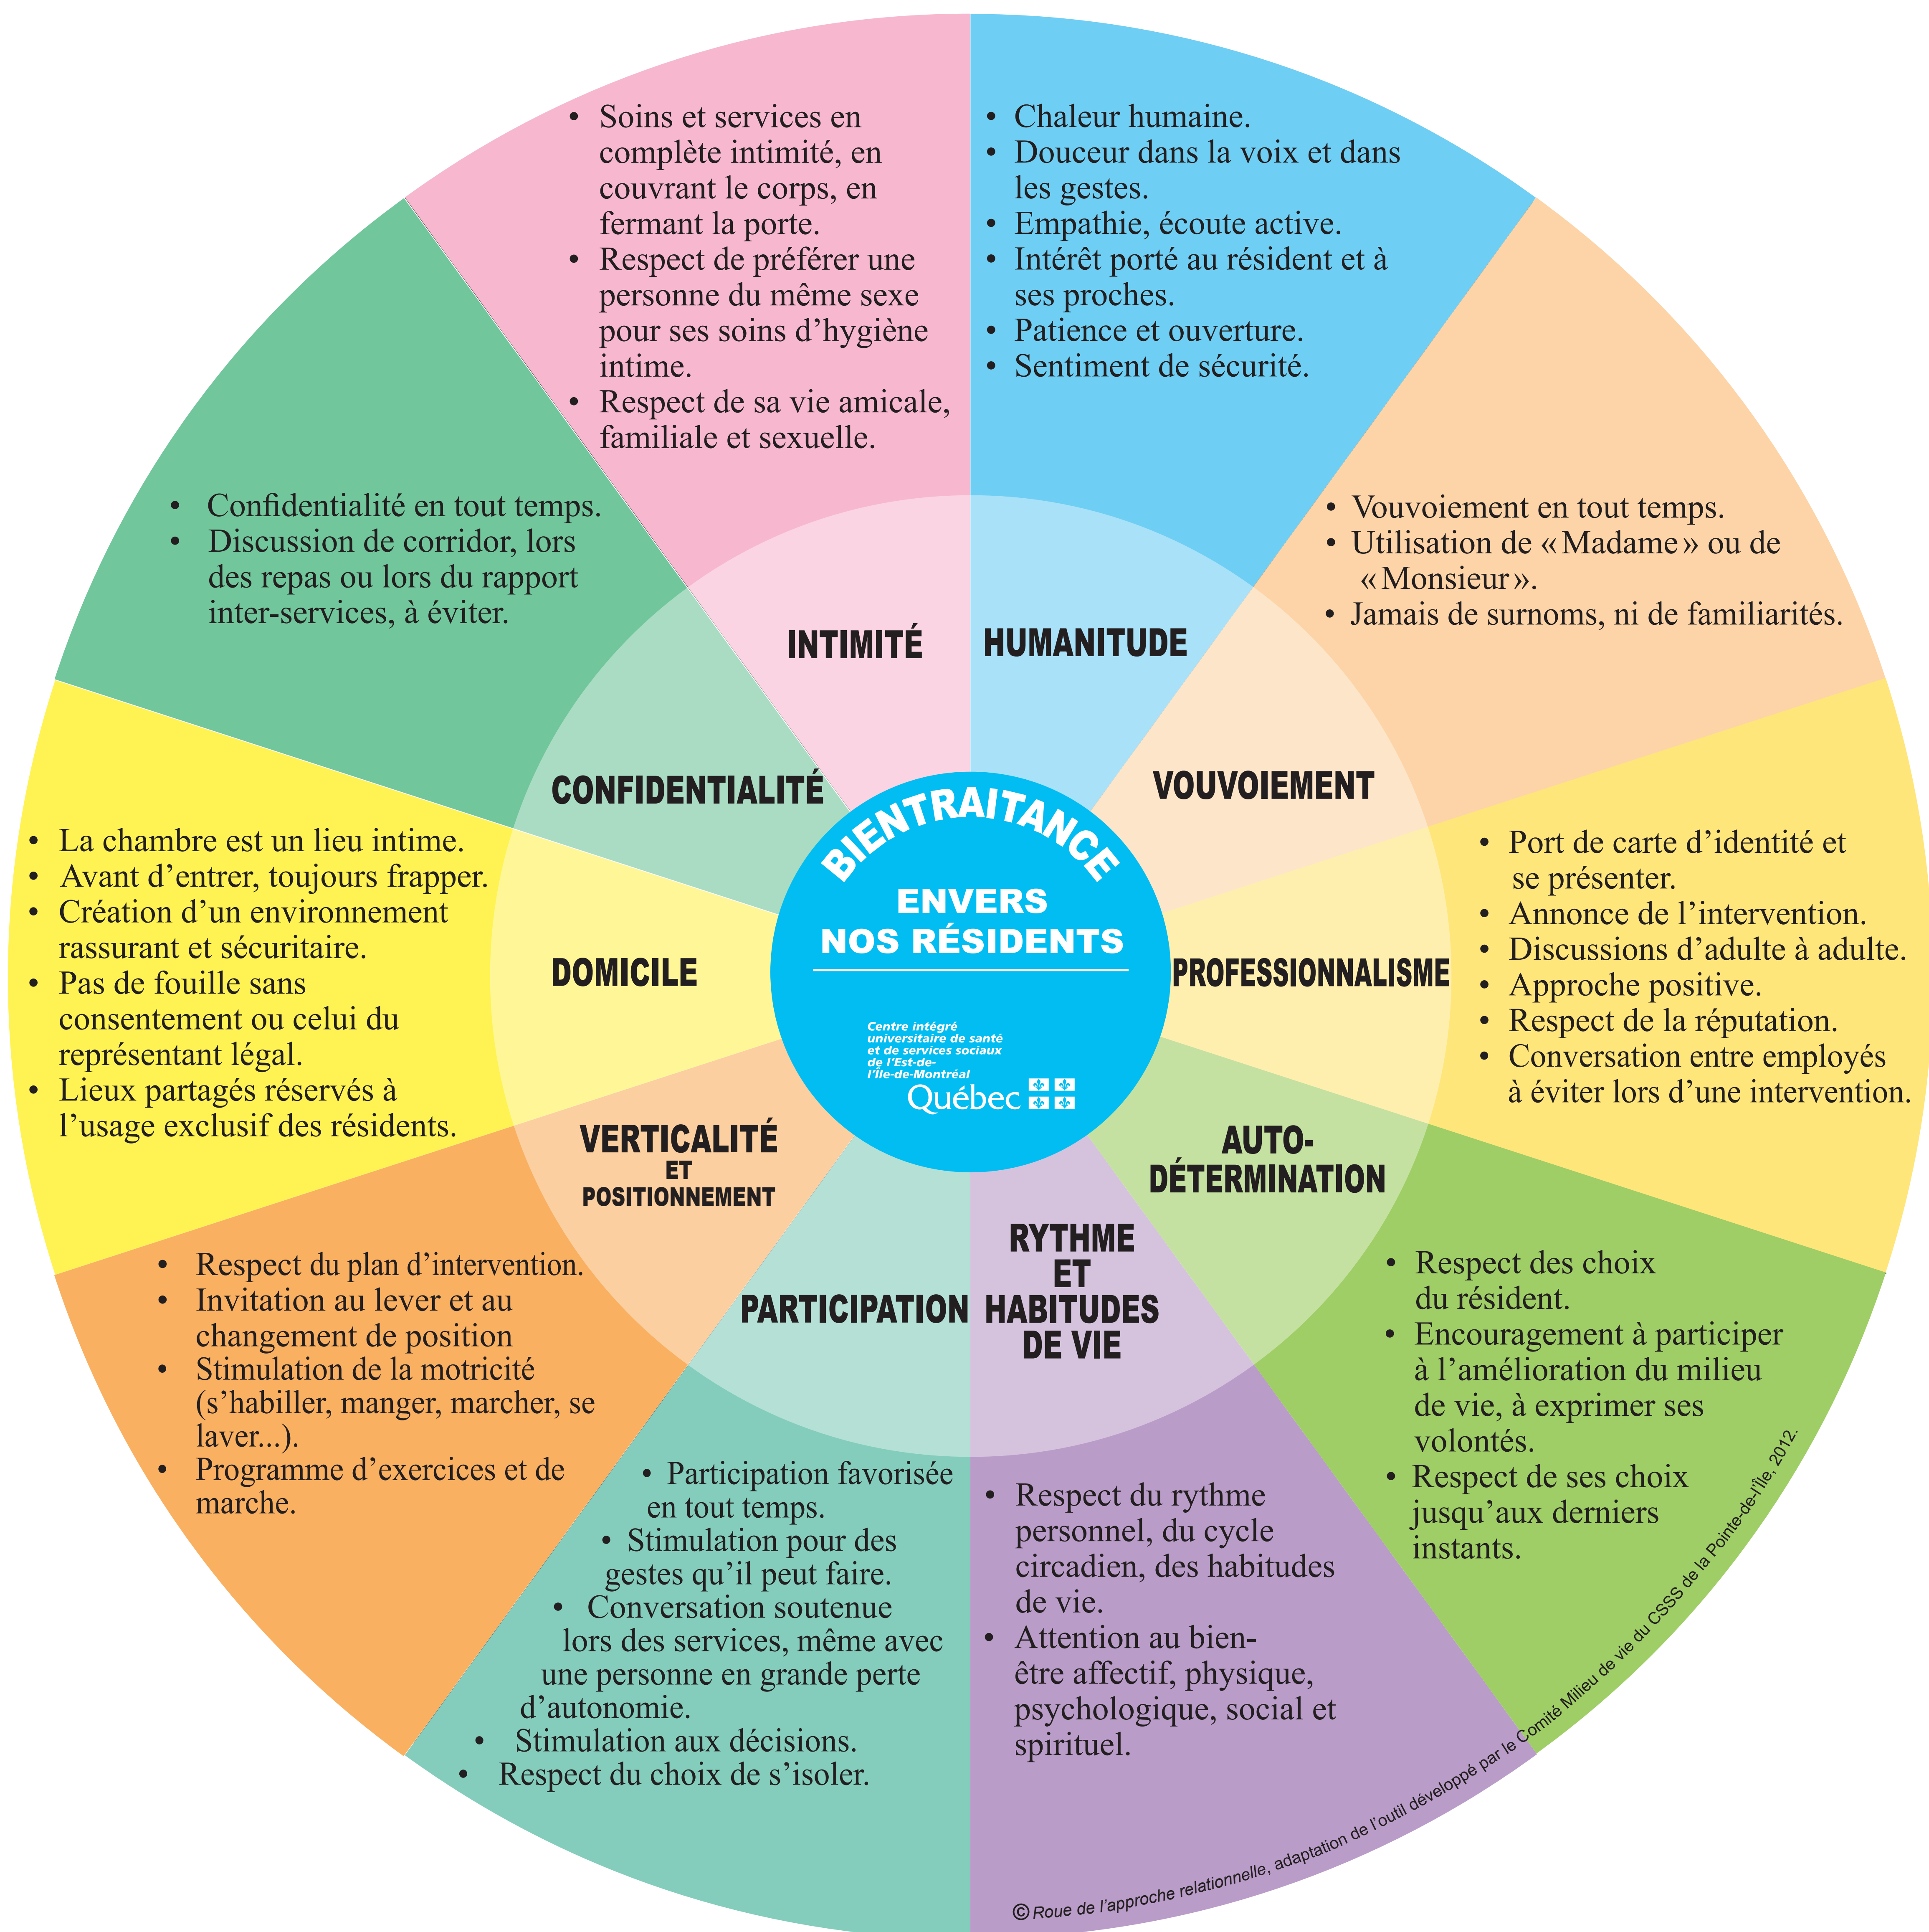 BIENTRAITANCE
ENVERS
NOS RÉSIDENTS
Centre intégré
universitaire de santé
et de services sociaux
de l'Est-de-
l'Île-de-Montréal
Québec
HUMANITUDE
• Chaleur humaine.
• Douceur dans la voix et dans
les gestes.
• Empathie, écoute active.
• Intérêt porté au résident et à
ses proches.
• Patience et ouverture.
• Sentiment de sécurité.
VOUVOIEMENT
• Vouvoiement en tout temps.
• Utilisation de « Madame » ou de
« Monsieur ».
• Jamais de surnoms, ni de familiarités.
PROFESSIONNALISME
• Port de carte d'identité et
se présenter.
• Annonce de l'intervention.
• Discussions d'adulte à adulte.
• Approche positive.
• Respect de la réputation.
• Conversation entre employés
à éviter lors d'une intervention.
AUTO-
DÉTERMINATION
• Respect des choix
du résident.
• Encouragement à participer
à l'amélioration du milieu
de vie, à exprimer ses
volontés.
• Respect de ses choix
jusqu'aux derniers
instants.
RYTHME
ET
HABITUDES
DE VIE
• Respect du rythme
personnel, du cycle
circadien, des habitudes
de vie.
• Attention au bien-
être affectif, physique,
psychologique, social et
spirituel.
PARTICIPATION
• Participation favorisée
en tout temps.
• Stimulation pour des
gestes qu'il peut faire.
• Conversation soutenue
lors des services, même avec
une personne en grande perte
d'autonomie.
• Stimulation aux décisions.
• Respect du choix de s'isoler.
VERTICALITÉ
ET
POSITIONNEMENT
• Respect du plan d'intervention.
• Invitation au lever et au
changement de position
• Stimulation de la motricité
(s'habiller, manger, marcher, se
laver...).
• Programme d'exercices et de
marche.
DOMICILE
• La chambre est un lieu intime.
• Avant d'entrer, toujours frapper.
• Création d'un environnement
rassurant et sécuritaire.
• Pas de fouille sans
consentement ou celui du
représentant légal.
• Lieux partagés réservés à
l'usage exclusif des résidents.
CONFIDENTIALITÉ
• Confidentialité en tout temps.
• Discussion de corridor, lors
des repas ou lors du rapport
inter-services, à éviter.
INTIMITÉ
• Soins et services en
complète intimité, en
couvrant le corps, en
fermant la porte.
• Respect de préférer une
personne du même sexe
pour ses soins d'hygiène
intime.
• Respect de sa vie amicale,
familiale et sexuelle.
© Roue de l'approche relationnelle, adaptation de l'outil développé par le Comité Milieu de vie du CSSS de la Pointe-de-l'Île, 2012.